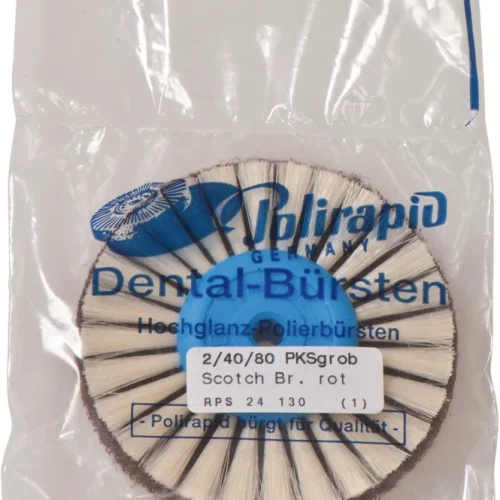 Polirapid
GERMANY
Dental-Bürsten
Hochglanz-Polierbürsten
2/40/80 PKSgrob
Scotch Br. rot
RPS 24 130 (1)
- Polirapid bürgt für Qualität -